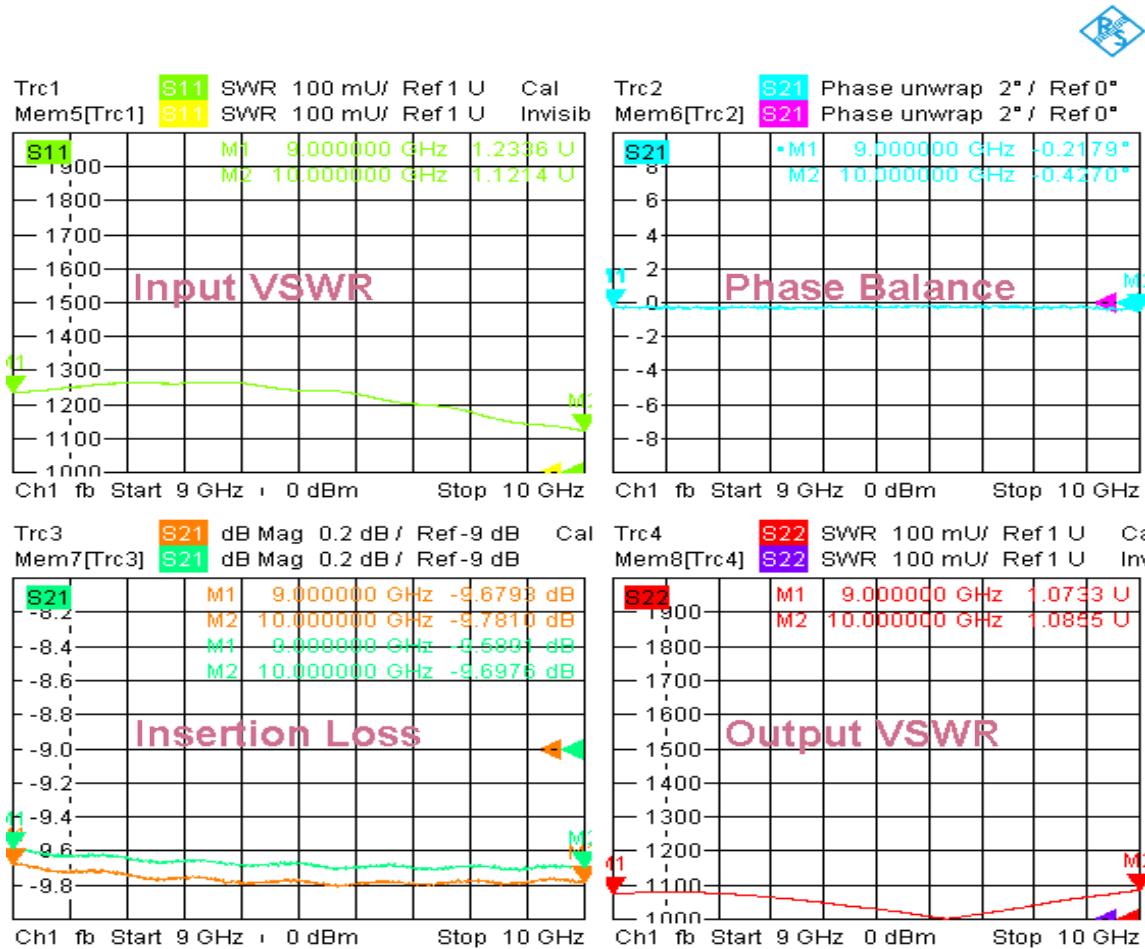 R S
Trc1 S11 SWR 100 mU/ Ref 1 U Cal
Mem5[Trc1] S11 SWR 100 mU/ Ref 1 U Invisib
S11
M1 9.000000 GHz 1.2336 U
M2 10.000000 GHz 1.1214 U
1900
1800
1700
1600
Input VSWR
1500
1400
1300
1200
1100
1000
Ch1 fb Start 9 GHz 0 dBm Stop 10 GHz
Trc2 S21 Phase unwrap 2°/ Ref 0°
Mem6[Trc2] S21 Phase unwrap 2°/ Ref 0°
S21
•M1 9.000000 GHz -0.2179°
M2 10.000000 GHz -0.4270°
8
6
4
2
Phase Balance
0
-2
-4
-6
-8
Ch1 fb Start 9 GHz 0 dBm Stop 10 GHz
Trc3 S21 dB Mag 0.2 dB / Ref -9 dB Cal
Mem7[Trc3] S21 dB Mag 0.2 dB / Ref -9 dB
S21
M1 9.000000 GHz -9.6793 dB
M2 10.000000 GHz -9.7810 dB
M1 9.000000 GHz -9.5891 dB
M2 10.000000 GHz -9.6976 dB
-8.2
-8.4
-8.6
-8.8
Insertion Loss
-9.0
-9.2
-9.4
-9.6
-9.8
Ch1 fb Start 9 GHz 0 dBm Stop 10 GHz
Trc4 S22 SWR 100 mU/ Ref 1 U Ca
Mem8[Trc4] S22 SWR 100 mU/ Ref 1 U Inv
S22
M1 9.000000 GHz 1.0733 U
M2 10.000000 GHz 1.0855 U
1900
1800
1700
1600
Output VSWR
1500
1400
1300
1200
M1
1100
1000
Ch1 fb Start 9 GHz 0 dBm Stop 10 GHz